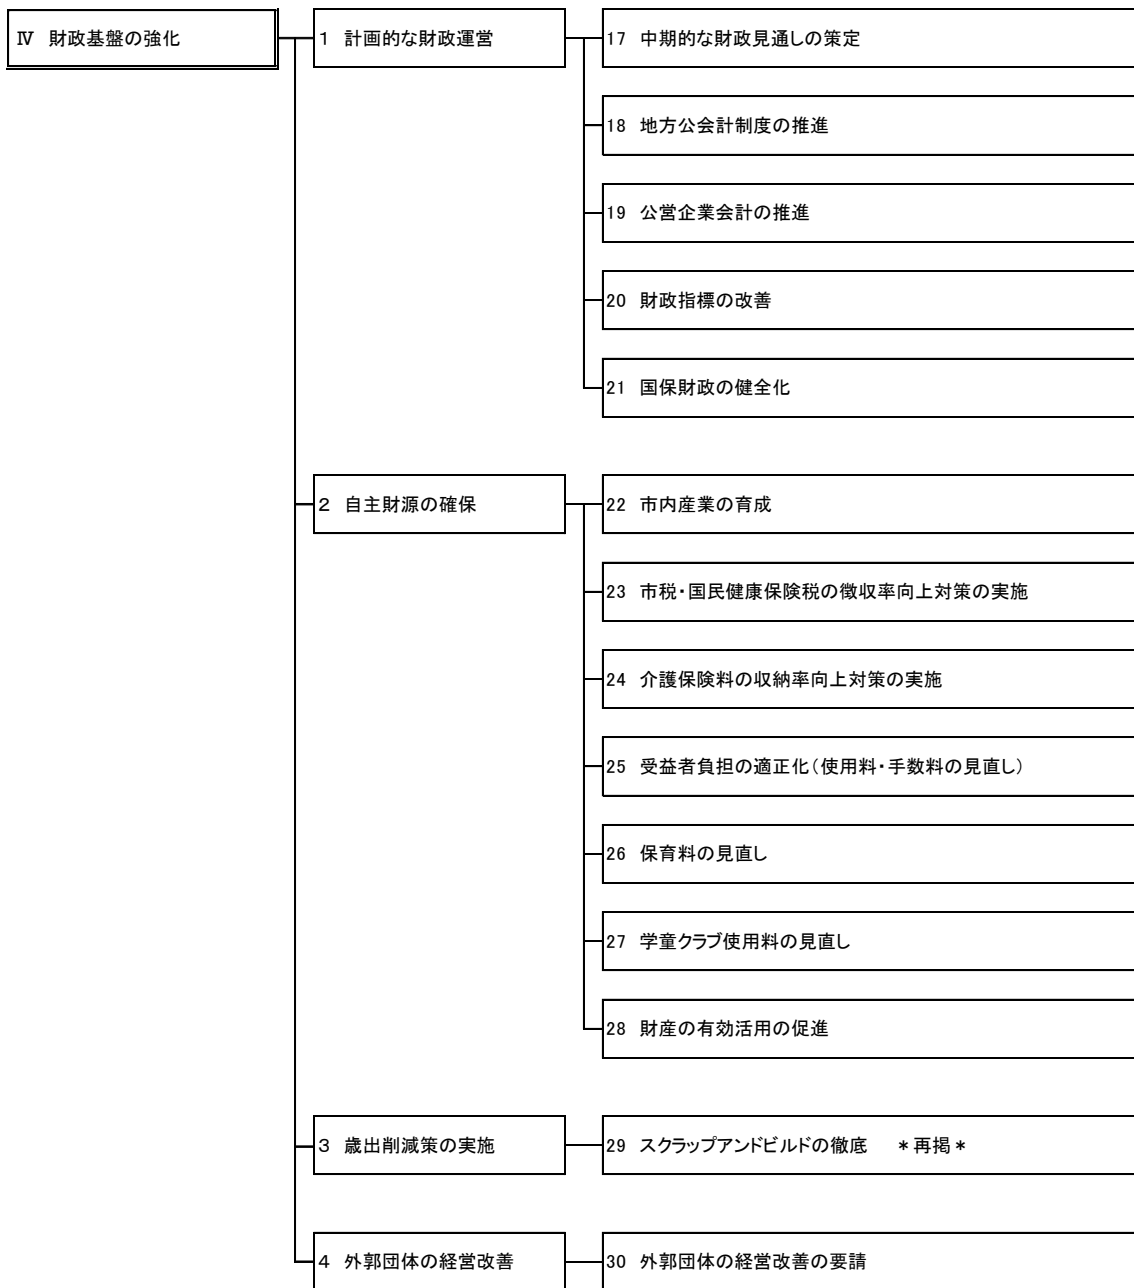 Ⅳ 財政基盤の強化
1 計画的な財政運営
17 中期的な財政見通しの策定
18 地方公会計制度の推進
19 公営企業会計の推進
20 財政指標の改善
21 国保財政の健全化
2 自主財源の確保
22 市内産業の育成
23 市税・国民健康保険税の徴収率向上対策の実施
24 介護保険料の収納率向上対策の実施
25 受益者負担の適正化(使用料・手数料の見直し)
26 保育料の見直し
27 学童クラブ使用料の見直し
28 財産の有効活用の促進
3 歳出削減策の実施
29 スクラップアンドビルドの徹底 *再掲*
4 外郭団体の経営改善
30 外郭団体の経営改善の要請